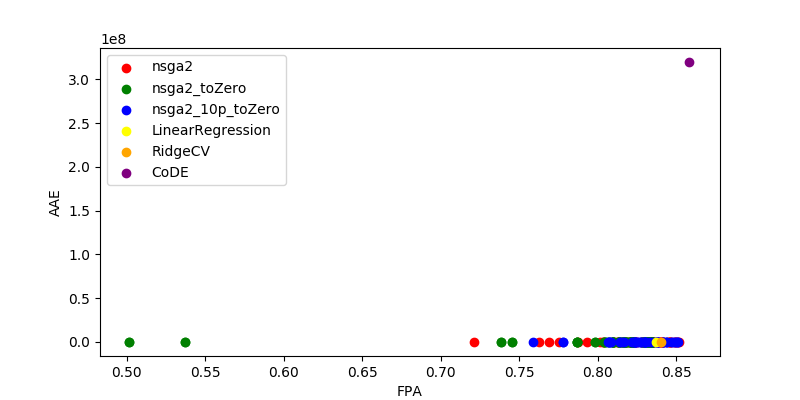 1e8
nsga2
nsga2_toZero
nsga2_10p_toZero
LinearRegression
RidgeCV
CoDE
3.0
2.5
2.0
1.5
1.0
0.5
0.0
AAE
0.50 0.55 0.60 0.65 0.70 0.75 0.80 0.85
FPA